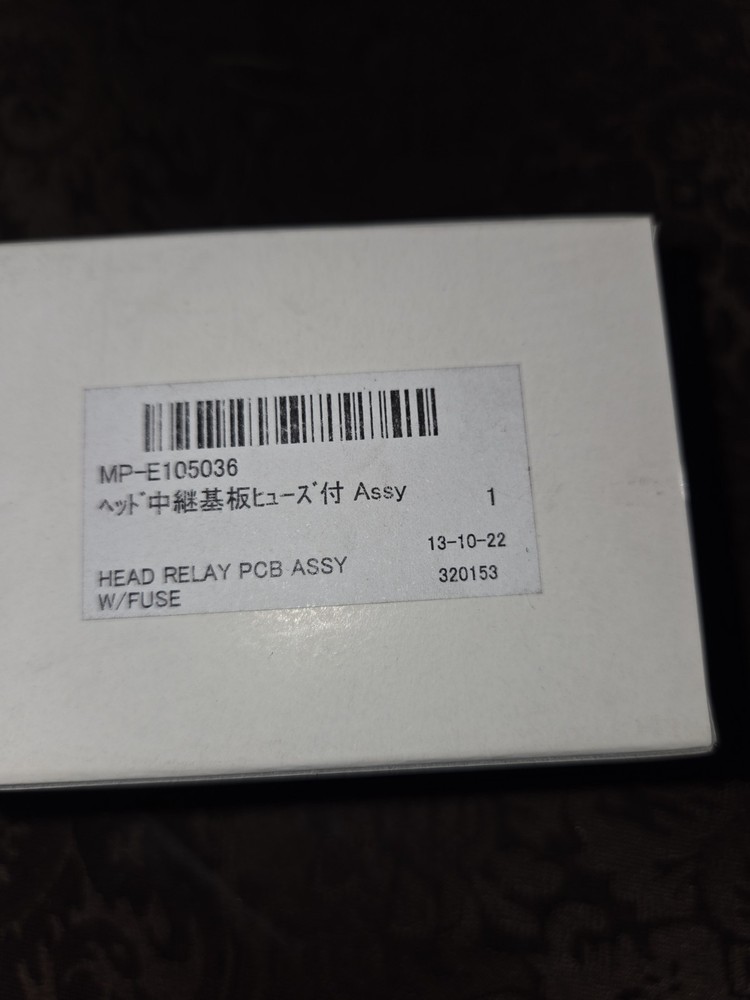 MP-E105036
ﾍｯﾄﾞ中継基板ﾋｭｰｽﾞ付 Assy 1
13-10-22
HEAD RELAY PCB ASSY 320153
W/FUSE